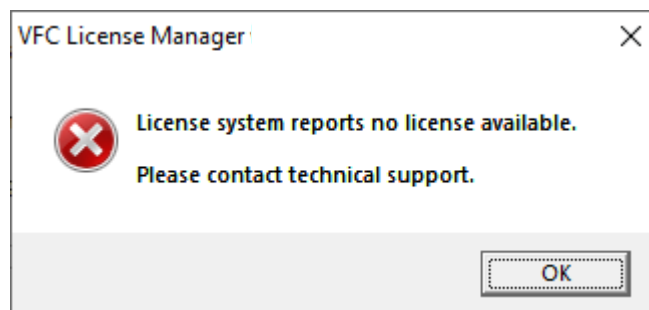 VFC License Manager
License system reports no license available.
Please contact technical support.
OK